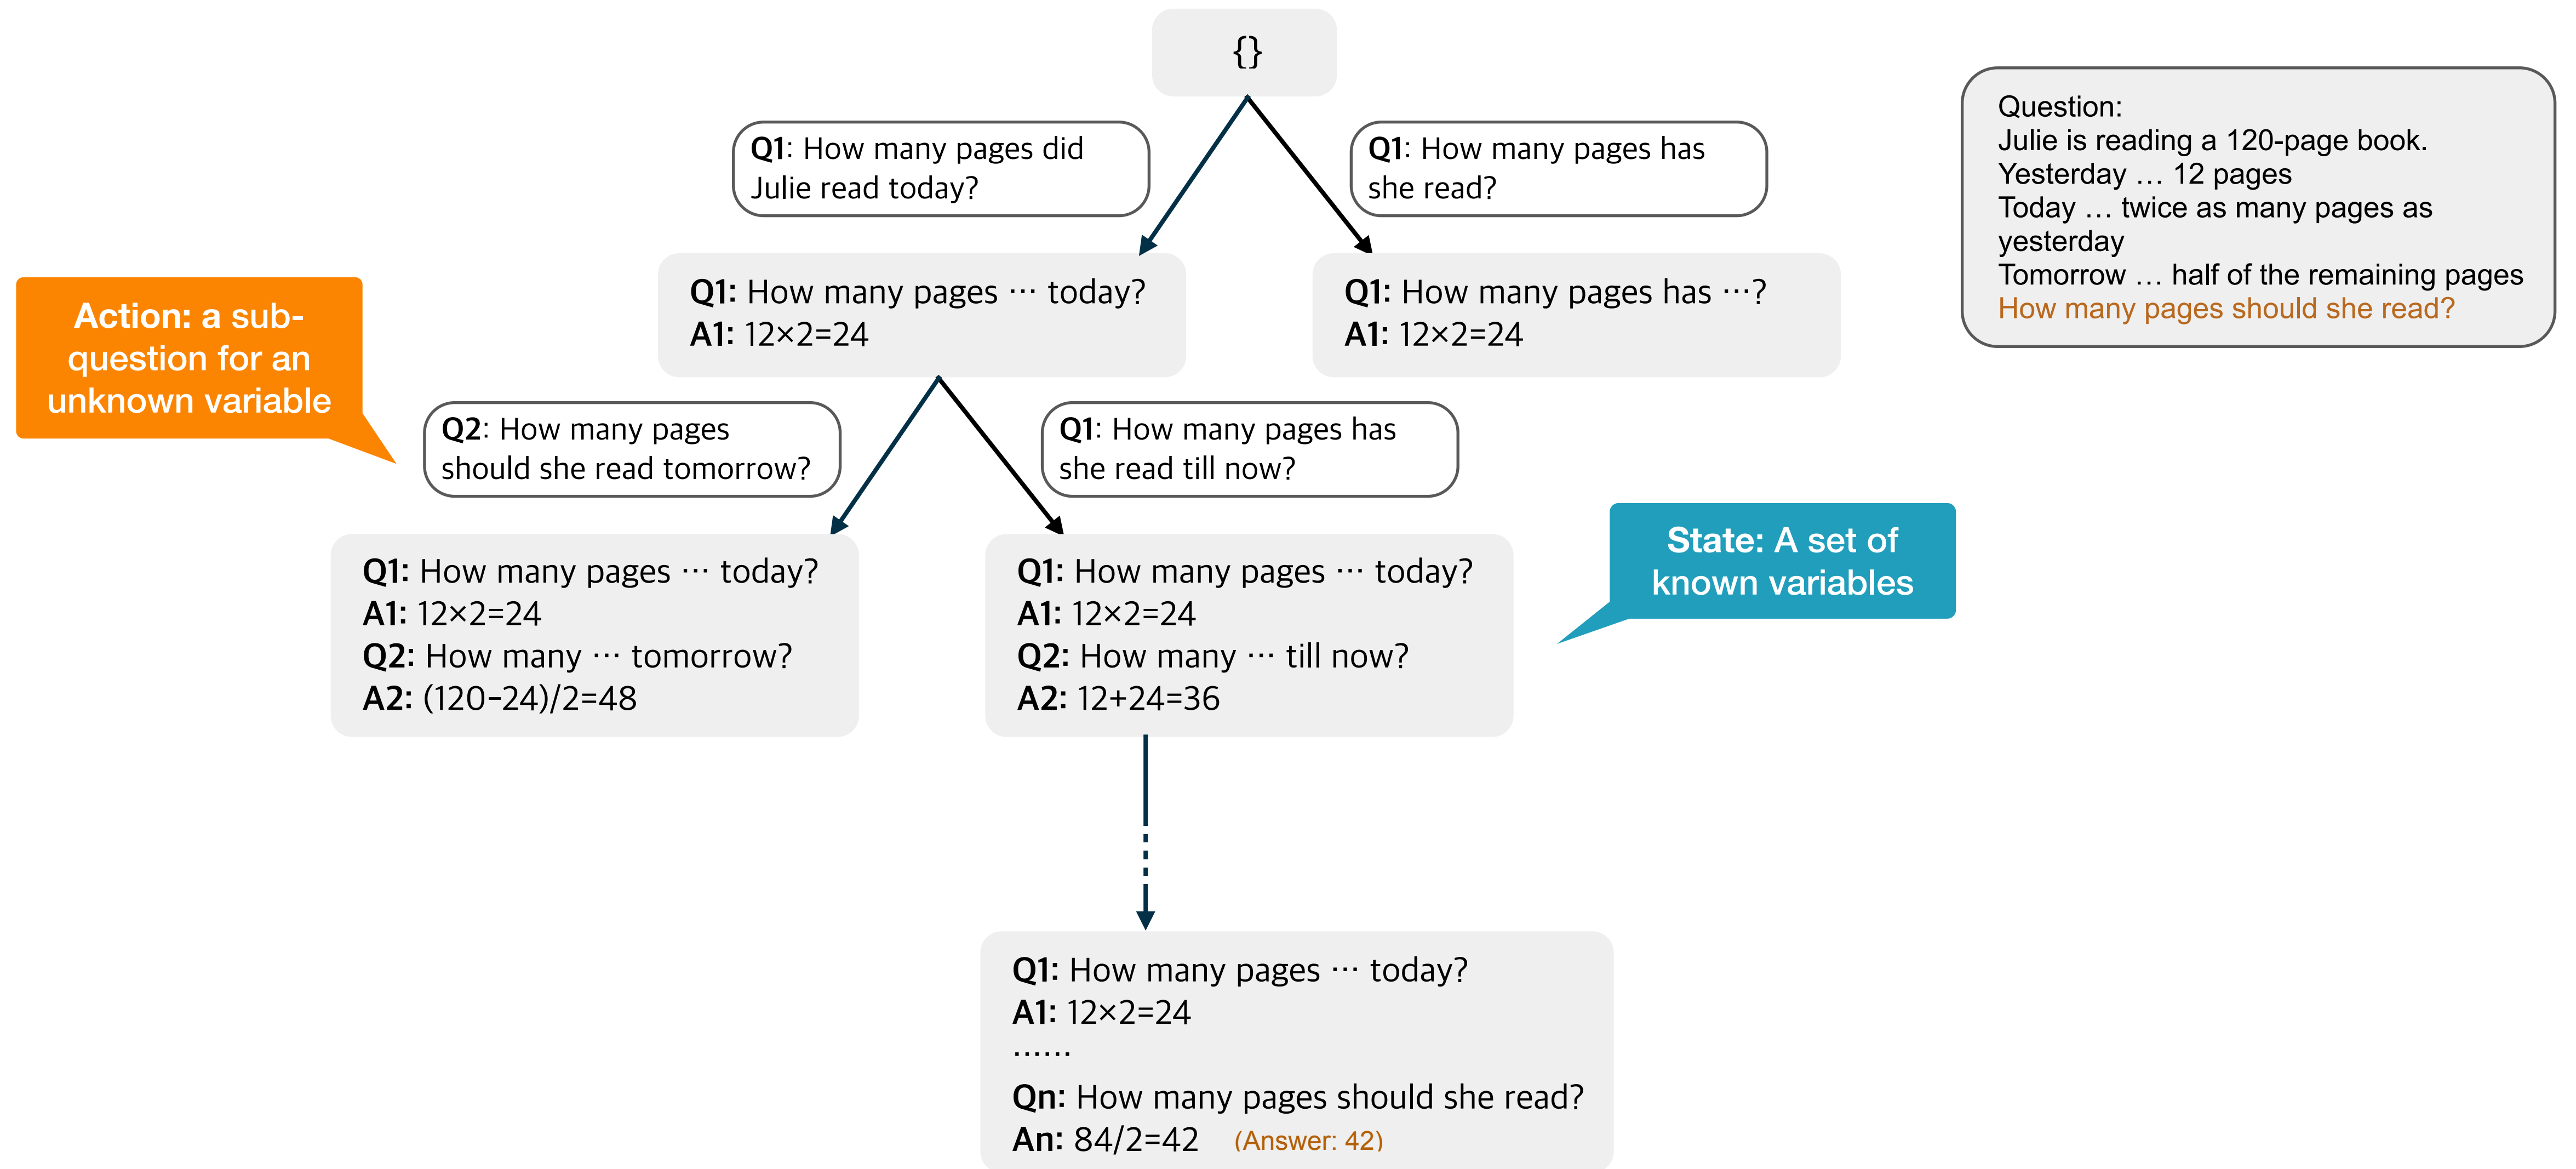 {}
Q1: How many pages did
Julie read today?
Q1: How many pages has
she read?
Question:
Julie is reading a 120-page book.
Yesterday … 12 pages
Today … twice as many pages as
yesterday
Tomorrow … half of the remaining pages
How many pages should she read?
Q1: How many pages ⋯ today?
A1: 12×2=24
Q1: How many pages has ⋯?
A1: 12×2=24
Action: a sub-
question for an
unknown variable
Q2: How many pages
should she read tomorrow?
Q1: How many pages has
she read till now?
Q1: How many pages ⋯ today?
A1: 12×2=24
Q2: How many ⋯ tomorrow?
A2: (120-24)/2=48
Q1: How many pages ⋯ today?
A1: 12×2=24
Q2: How many ⋯ till now?
A2: 12+24=36
State: A set of
known variables
Q1: How many pages ⋯ today?
A1: 12×2=24
⋯⋯
Qn: How many pages should she read?
An: 84/2=42 (Answer: 42)